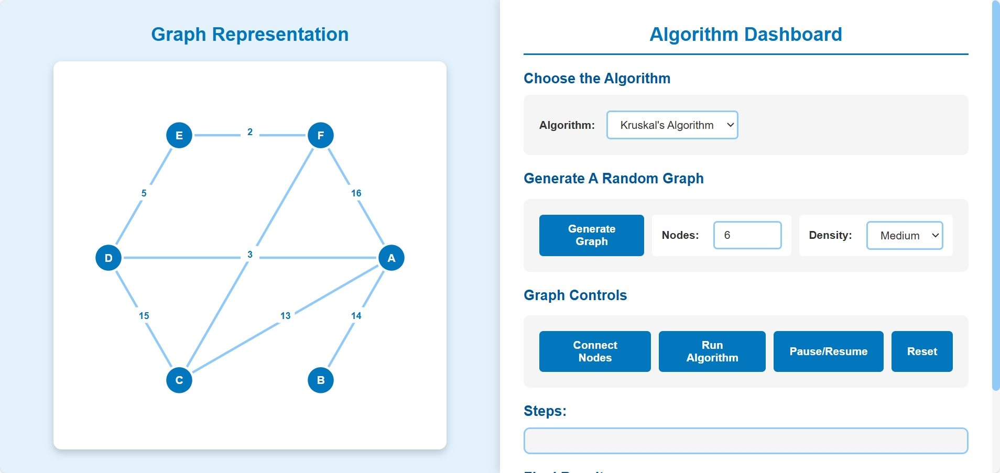 Graph Representation
E
2
F
5
16
D
3
A
15
13
14
C
B
Algorithm Dashboard
Choose the Algorithm
Algorithm:
Kruskal's Algorithm
Generate A Random Graph
Generate
Graph
Nodes:
6
Density:
Medium
Graph Controls
Connect
Nodes
Run
Algorithm
Pause/Resume
Reset
Steps: